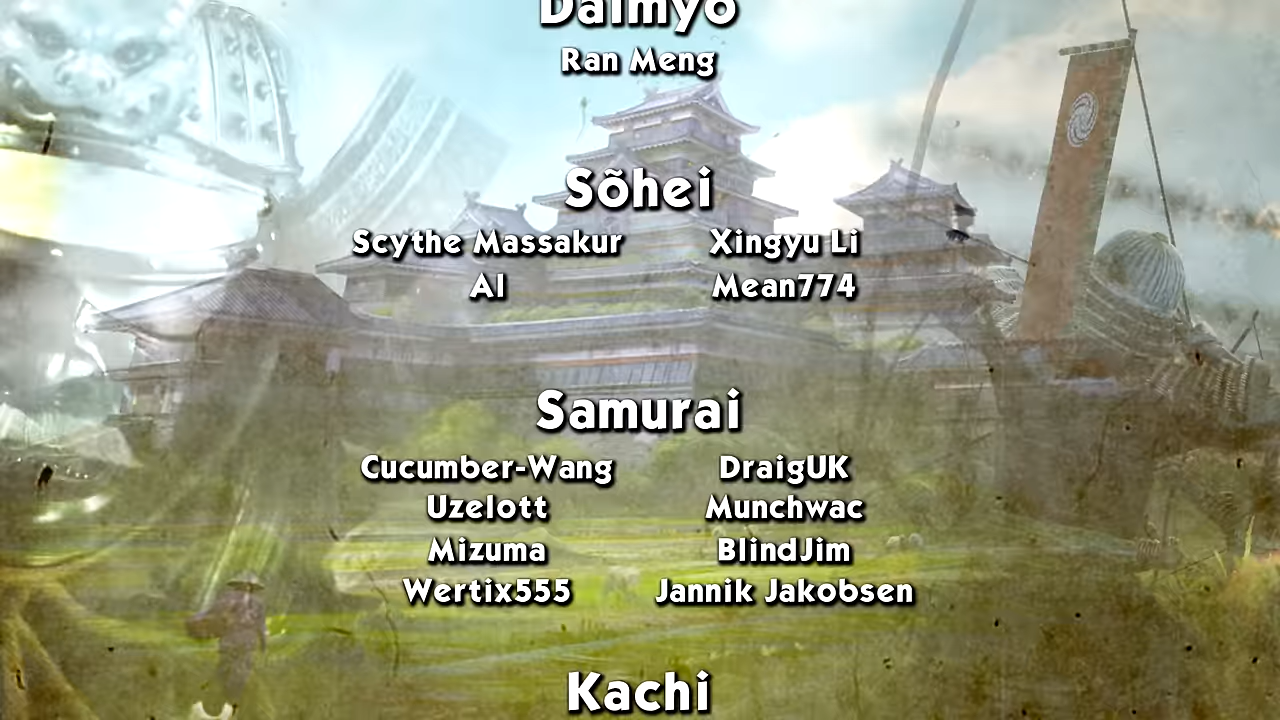 Daimyo
Ran Meng
Sõhei
Scythe Massakur Xingyu Li
Al Mean774
Samurai
Cucumber-Wang DraigUK
Uzelott Munchwac
Mizuma BlindJim
Wertix555 Jannik Jakobsen
Kachi